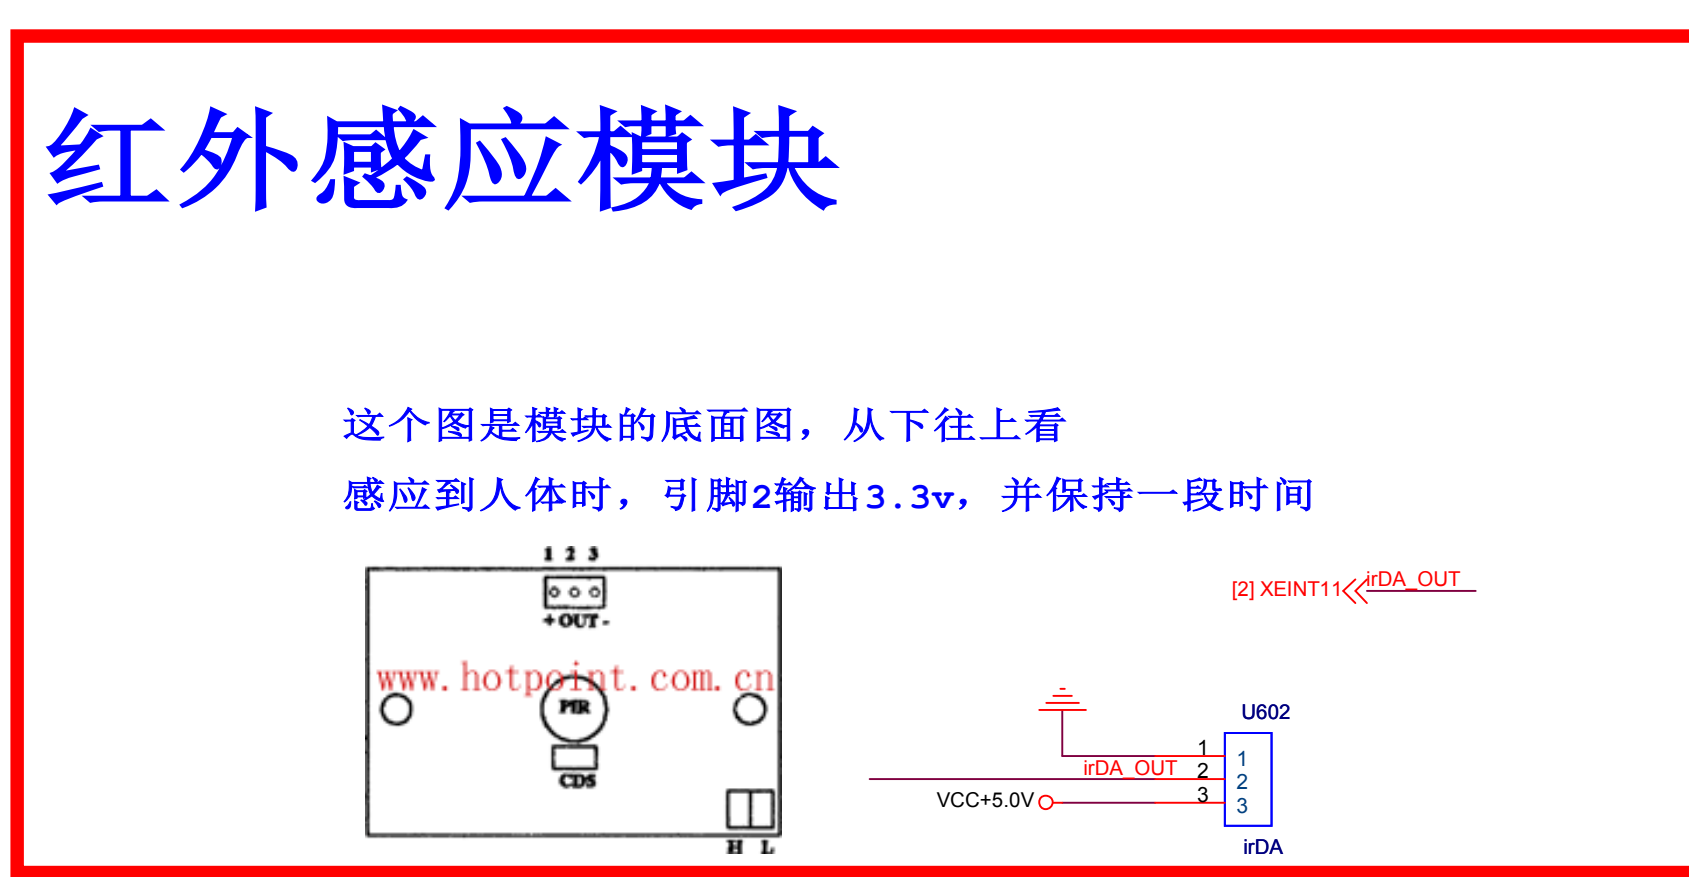 红外感应模块
这个图是模块的底面图，从下往上看
感应到人体时，引脚2输出3.3v，并保持一段时间
1 2 3
+ OUT -
www.hotpoint.com.cn
PIR
CDS
H L
[2] XEINT11
irDA_OUT
U602
1 1
irDA_OUT 2 2
VCC+5.0V 3 3
irDA